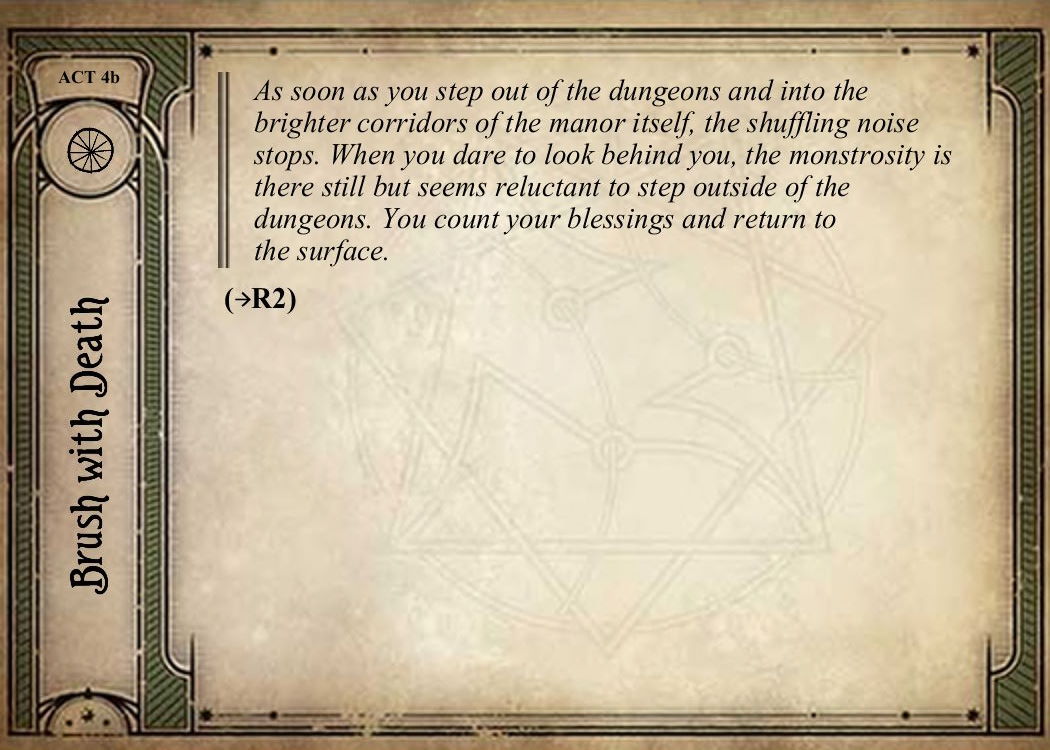 ACT 4b
Brush with Death
As soon as you step out of the dungeons and into the
brighter corridors of the manor itself, the shuffling noise
stops. When you dare to look behind you, the monstrosity is
there still but seems reluctant to step outside of the
dungeons. You count your blessings and return to
the surface.
(→R2)